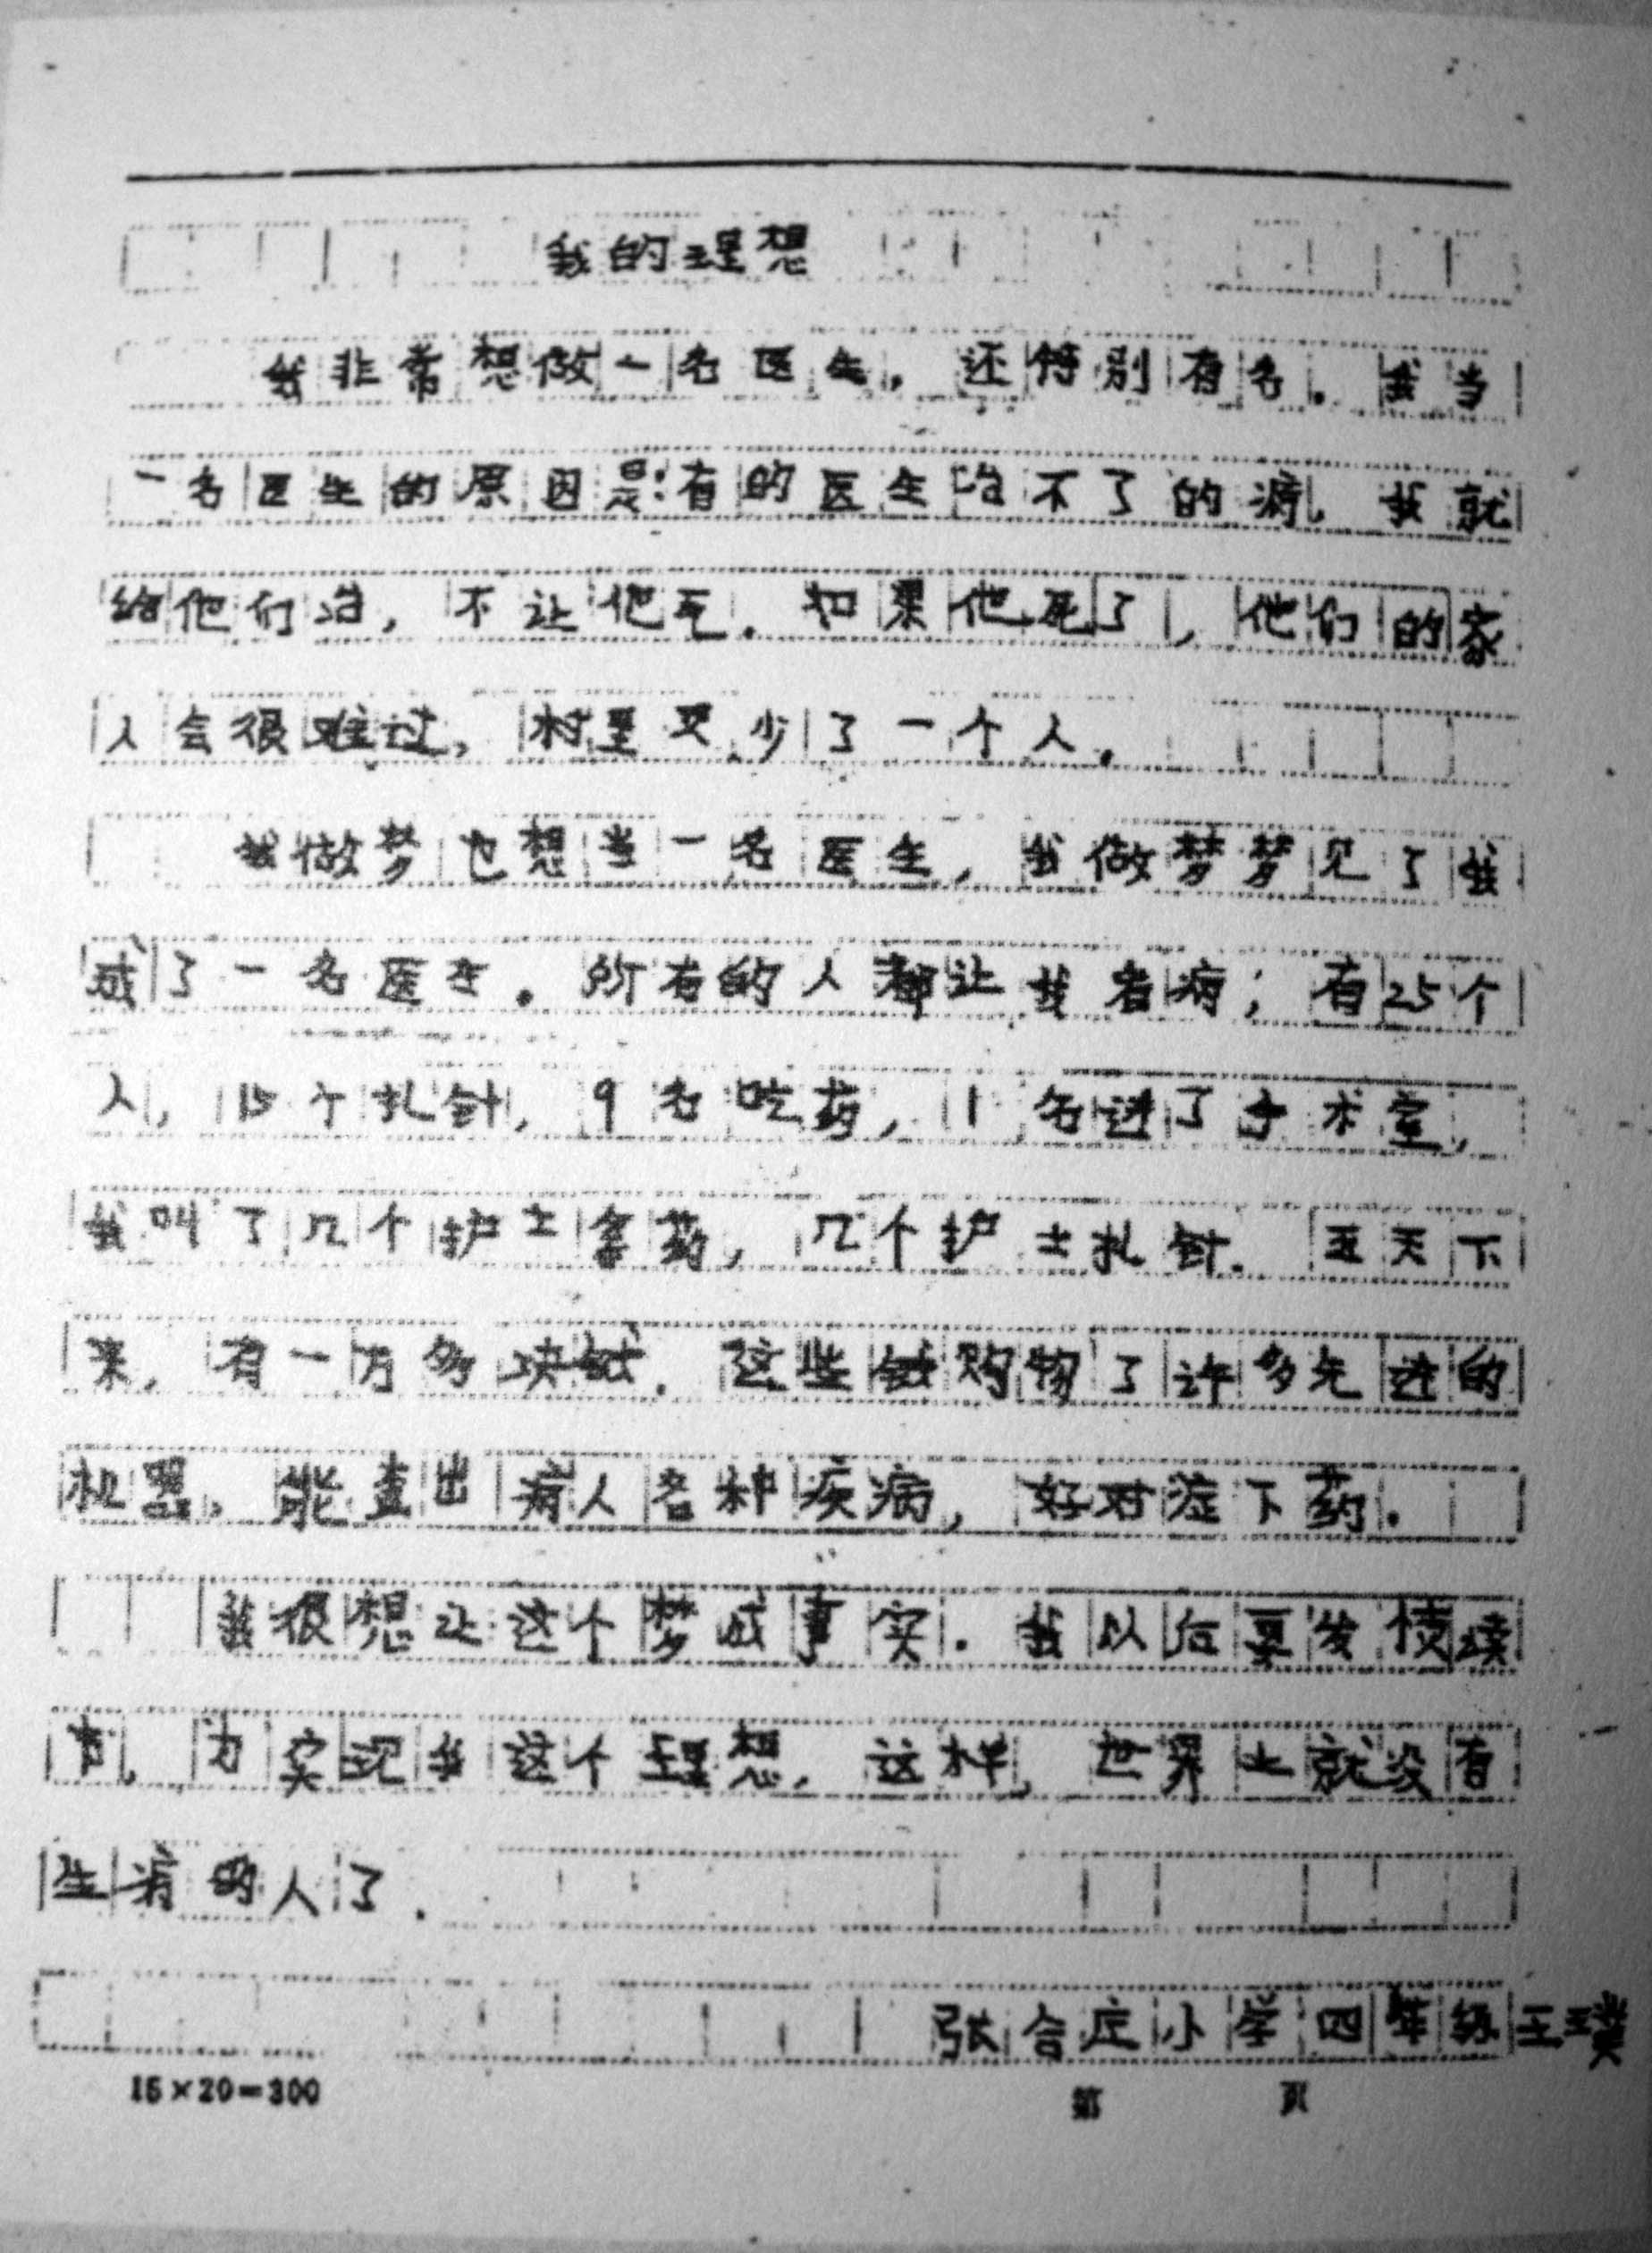 我的理想
我非常想做一名医生，还特别有名。我当
一名医生的原因是：有的医生治不了的病，我就
给他们治，不让他死。如果他死了，他们的家
人会很难过，村里又少了一个人。
我做梦也想当一名医生，我做梦梦见了我
成了一名医生。所有的人都让我看病；有25个
人，15个扎针，9名吃药，1名进了手术室，
我叫了几个护士拿药，几个护士扎针。五天下
来，有一万多块钱。这些钱购物了许多先进的
机器，能查出病人各种疾病，好对症下药。
我很想让这个梦成事实。我以后要发愤读
书，为实现我这个理想，这样，世界上就没有
生病的人了。
张合庄小学四年级王璞
15×20=300 第 页